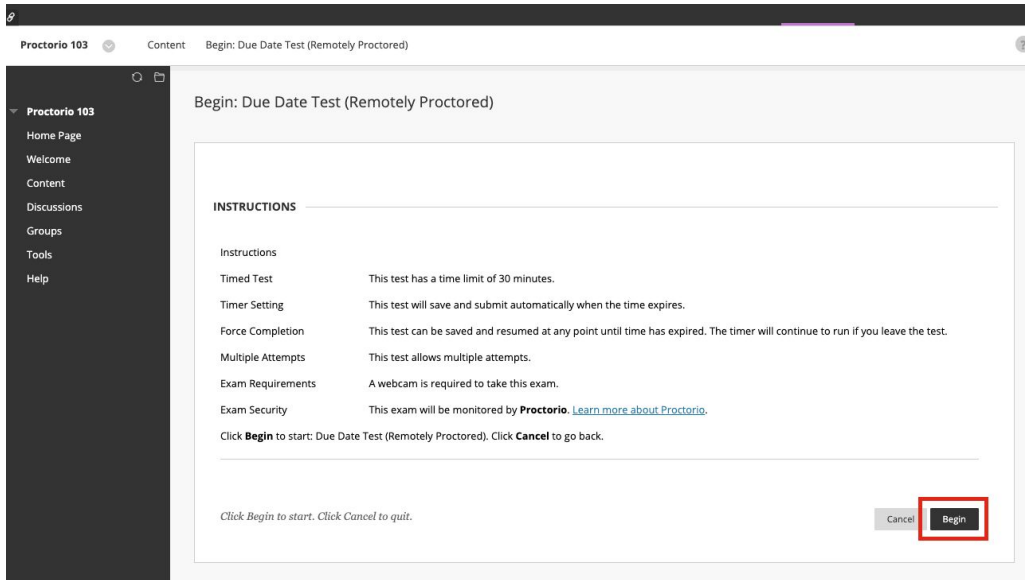 Proctorio 103 Content Begin: Due Date Test (Remotely Proctored) ?
Proctorio 103
Home Page
Welcome
Content
Discussions
Groups
Tools
Help
Begin: Due Date Test (Remotely Proctored)
INSTRUCTIONS
Instructions
Timed Test This test has a time limit of 30 minutes.
Timer Setting This test will save and submit automatically when the time expires.
Force Completion This test can be saved and resumed at any point until time has expired. The timer will continue to run if you leave the test.
Multiple Attempts This test allows multiple attempts.
Exam Requirements A webcam is required to take this exam.
Exam Security This exam will be monitored by Proctorio. Learn more about Proctorio.
Click Begin to start: Due Date Test (Remotely Proctored). Click Cancel to go back.
Click Begin to start. Click Cancel to quit.
Cancel Begin